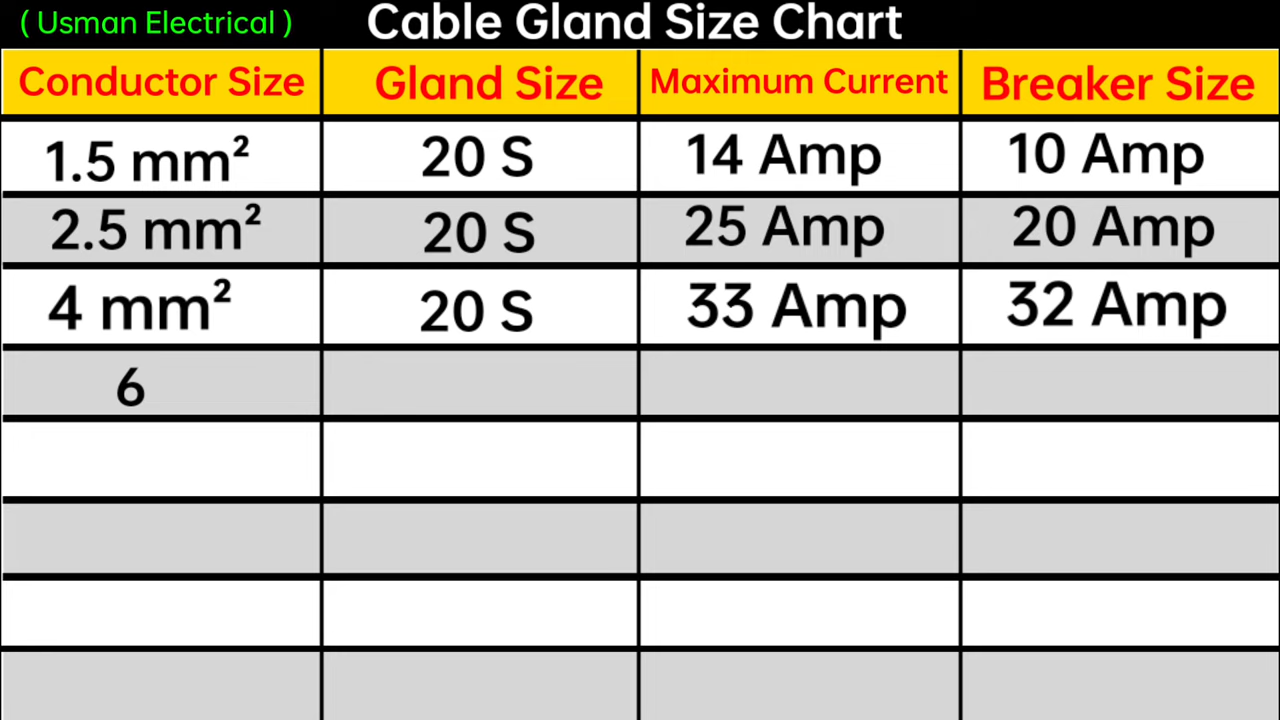 ( Usman Electrical ) Cable Gland Size Chart
Conductor Size Gland Size Maximum Current Breaker Size
1.5 mm² 20 S 14 Amp 10 Amp
2.5 mm² 20 S 25 Amp 20 Amp
4 mm² 20 S 33 Amp 32 Amp
6